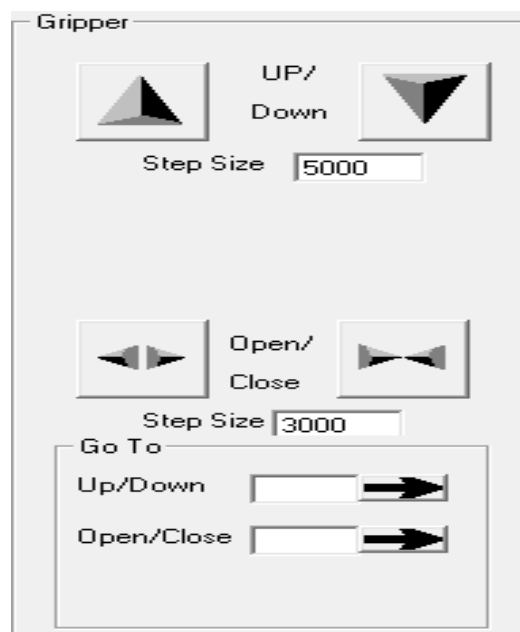 Gripper
UP/
Down
Step Size 5000
Open/
Close
Step Size 3000
Go To
Up/Down
Open/Close